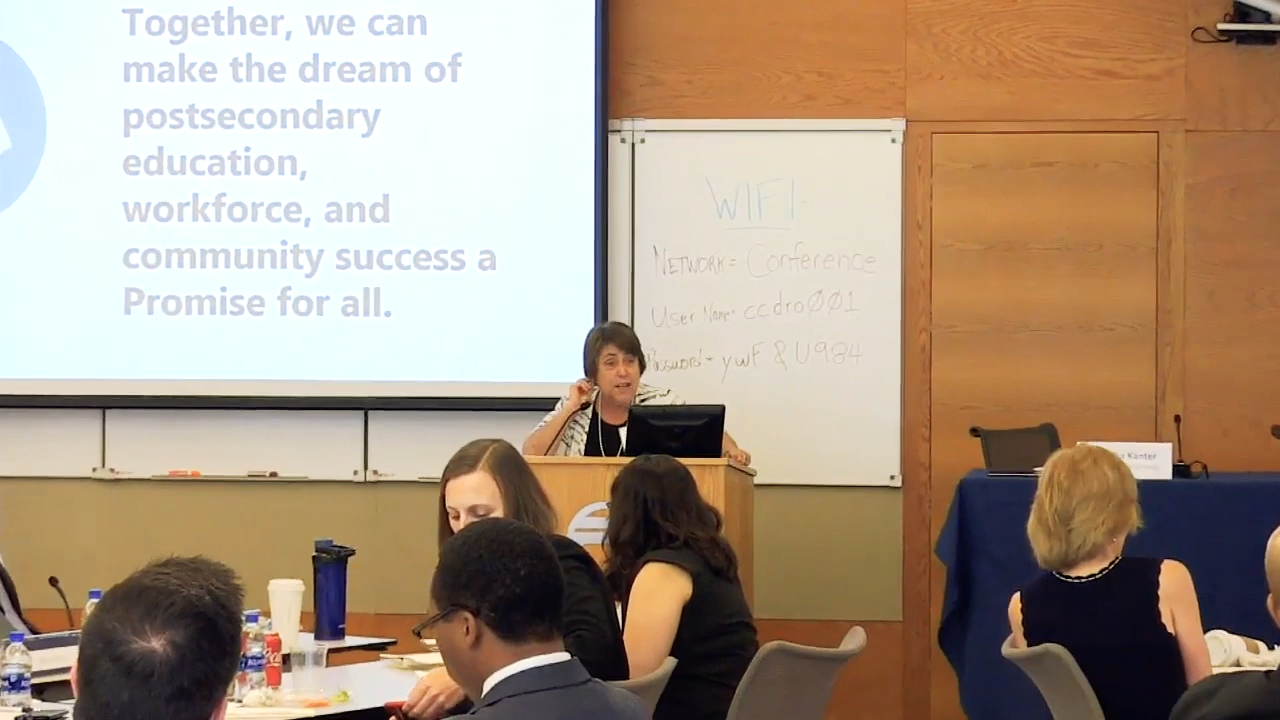 Together, we can
make the dream of
postsecondary
education,
workforce, and
community success a
Promise for all.
WIFI
NETWORK = Conference
User Name- ccdro001
Password - ywF & U984
Kanter